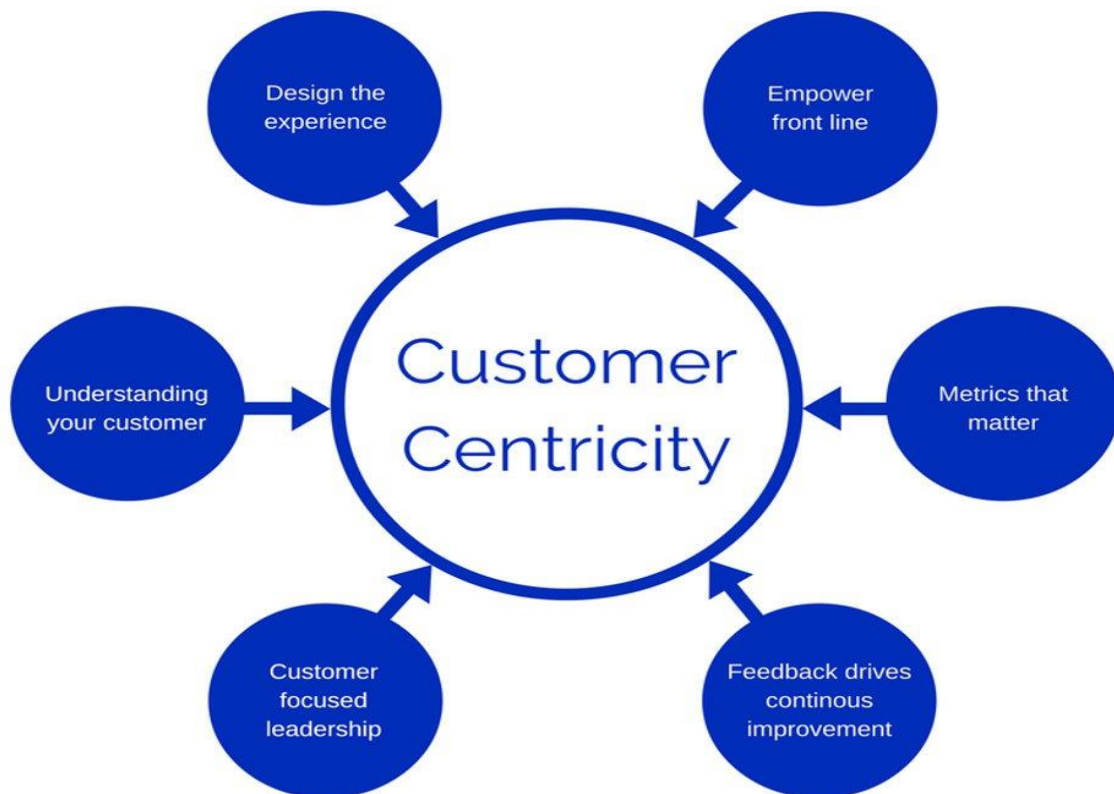 Design the
experience
Empower
front line
Understanding
your customer
Customer
Centricity
Metrics that
matter
Customer
focused
leadership
Feedback drives
continous
improvement